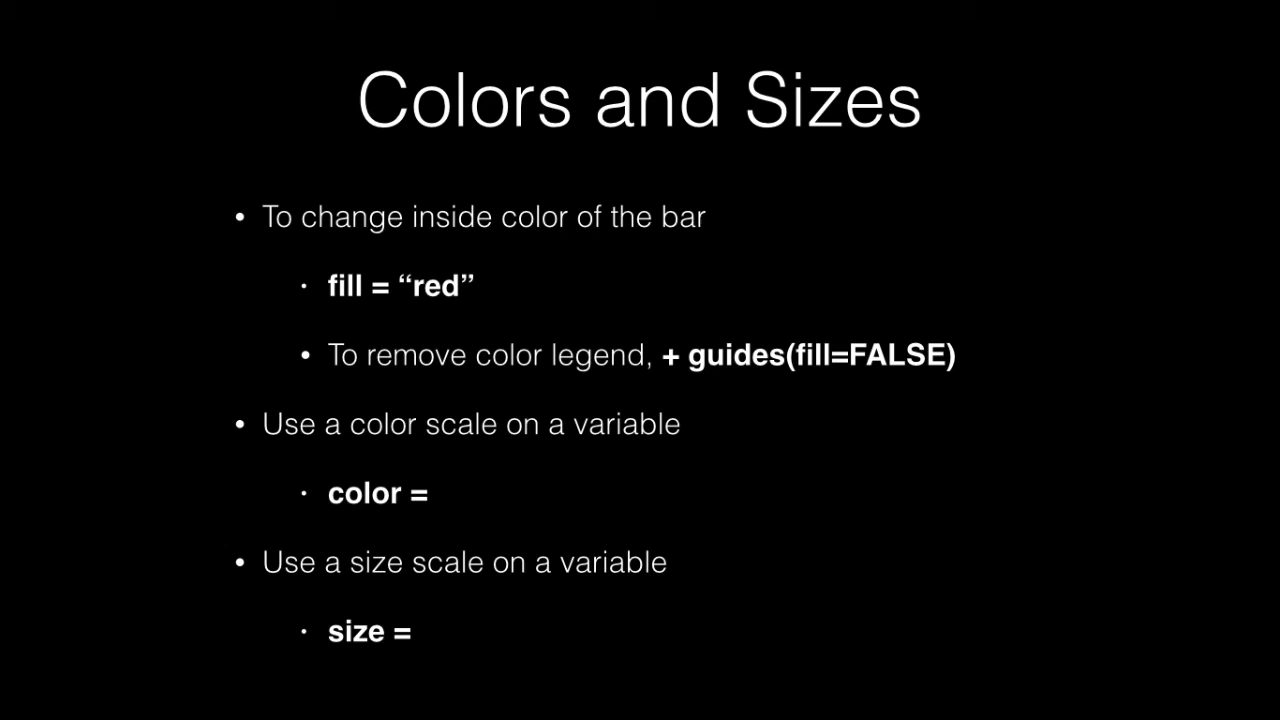 Colors and Sizes
• To change inside color of the bar
• fill = “red”
• To remove color legend, + guides(fill=FALSE)
• Use a color scale on a variable
• color =
• Use a size scale on a variable
• size =